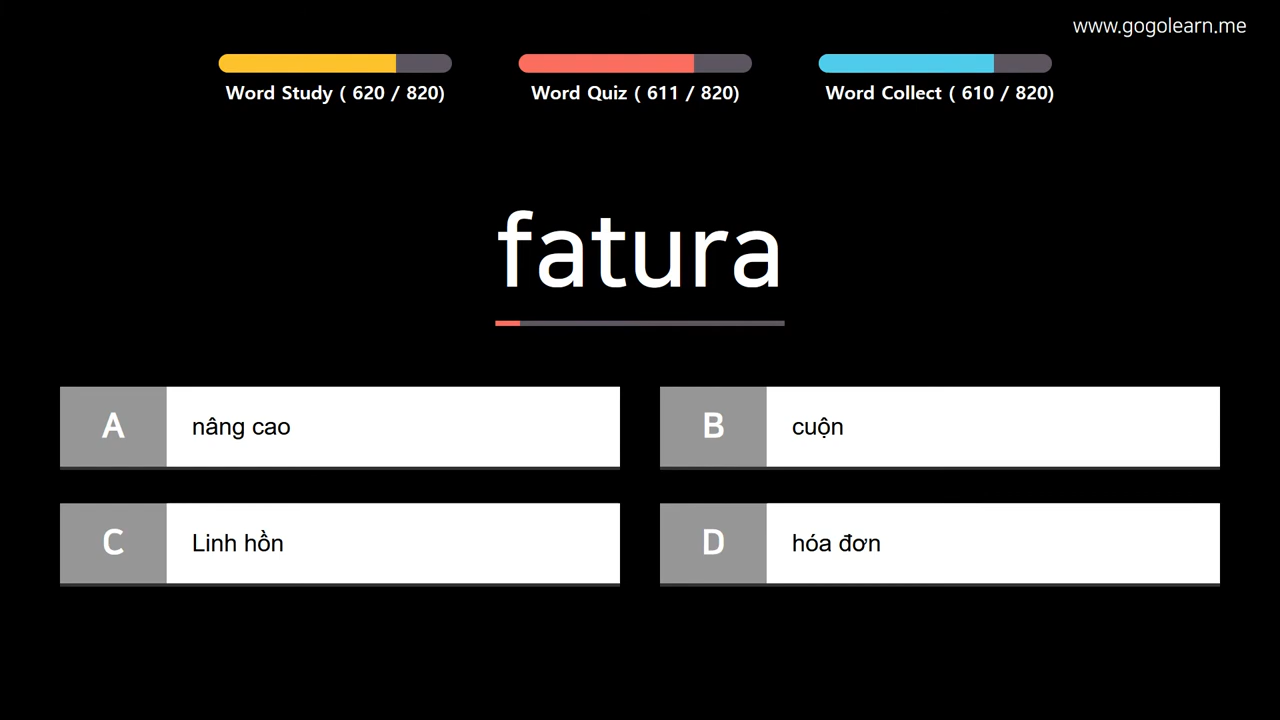 www.gogolearn.me
Word Study ( 620 / 820)
Word Quiz ( 611 / 820)
Word Collect ( 610 / 820)
fatura
A nâng cao
B cuộn
C Linh hồn
D hóa đơn